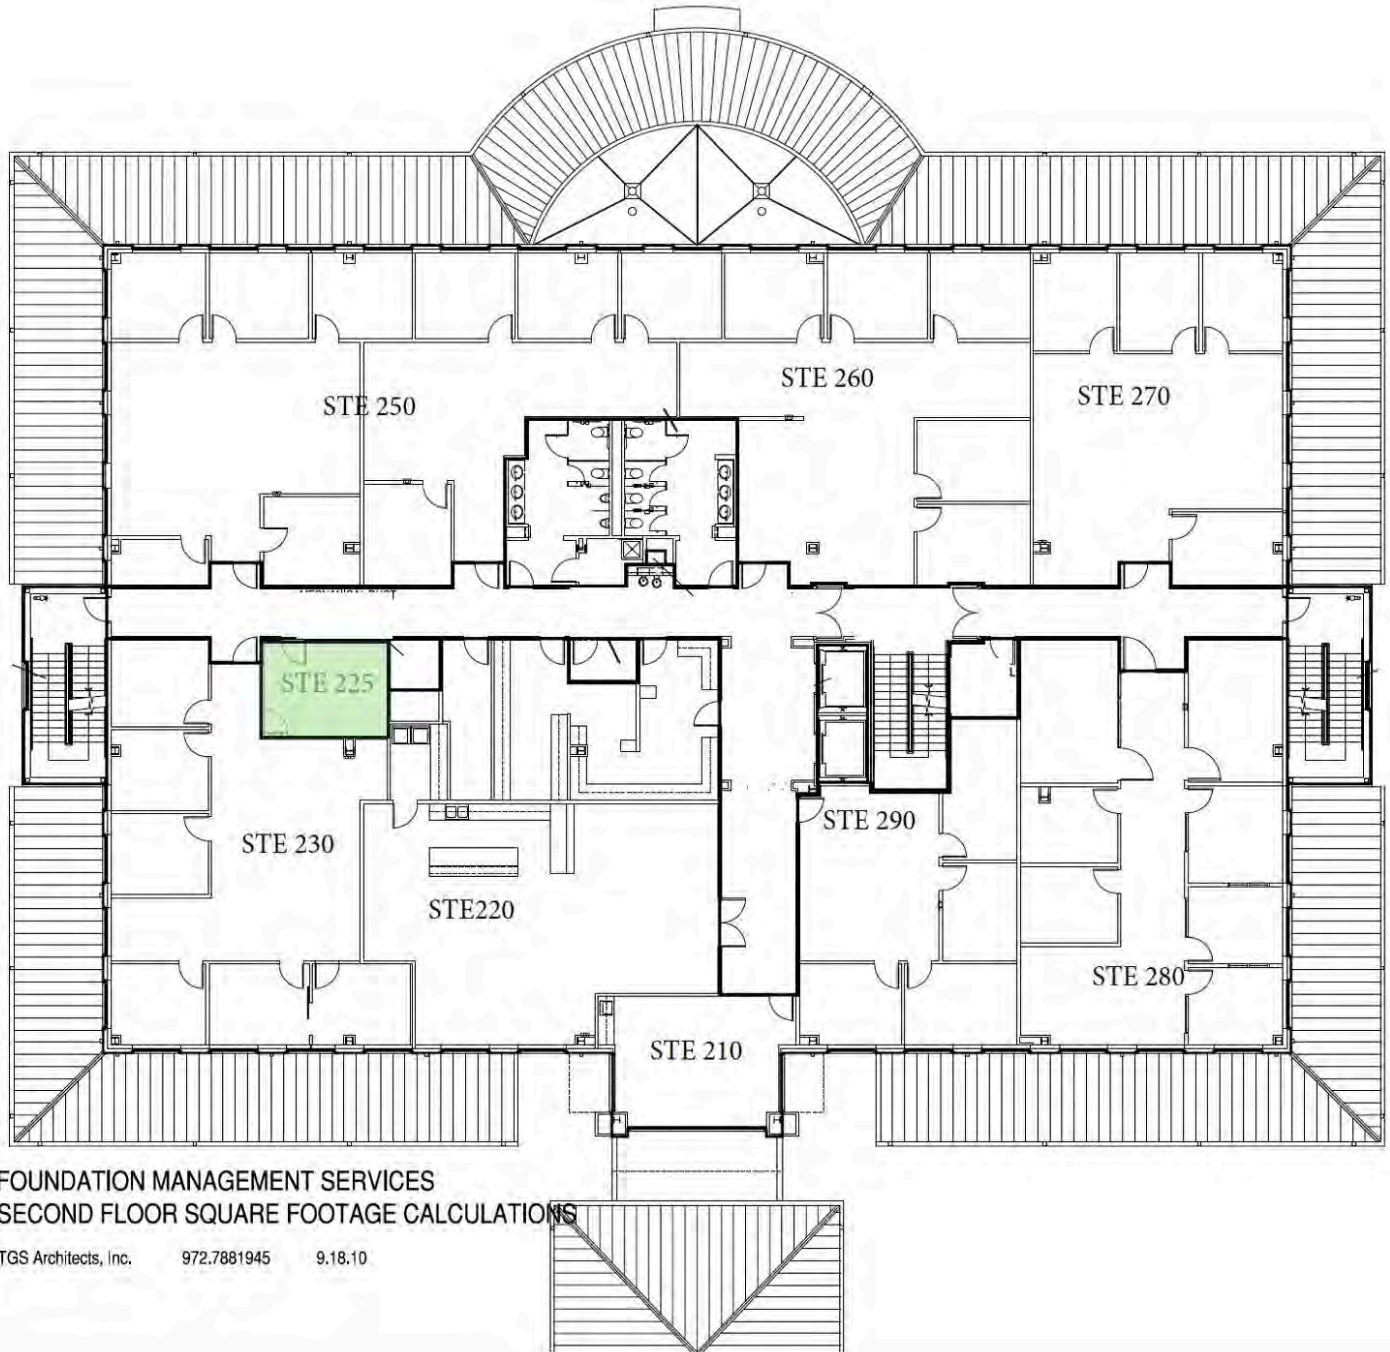 STE 250
STE 260
STE 270
STE 225
STE 230
STE 290
STE220
STE 280
STE 210
FOUNDATION MANAGEMENT SERVICES
SECOND FLOOR SQUARE FOOTAGE CALCULATIONS
TGS Architects, Inc. 972.7881945 9.18.10